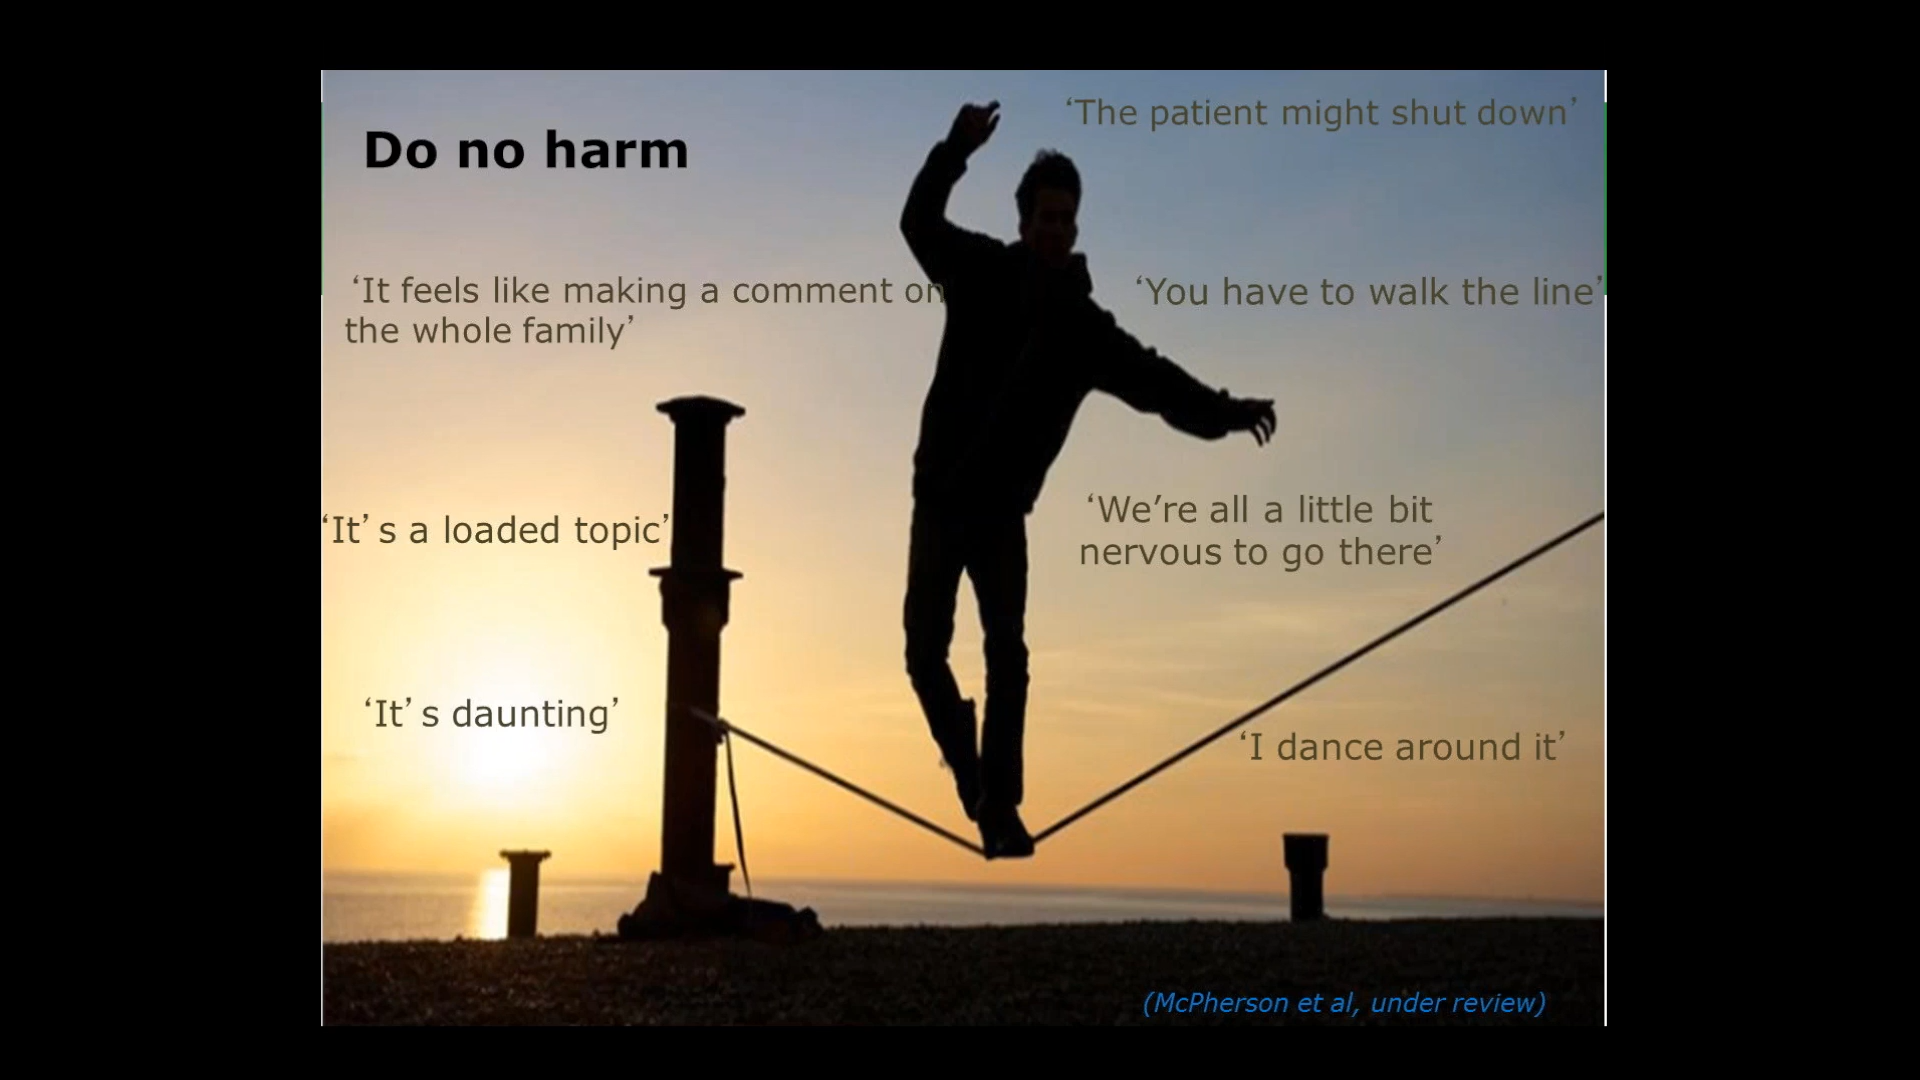 Do no harm
‘The patient might shut down’
‘It feels like making a comment on
the whole family’
‘You have to walk the line’
‘It’s a loaded topic’
‘We’re all a little bit
nervous to go there’
‘It’s daunting’
‘I dance around it’
(McPherson et al, under review)